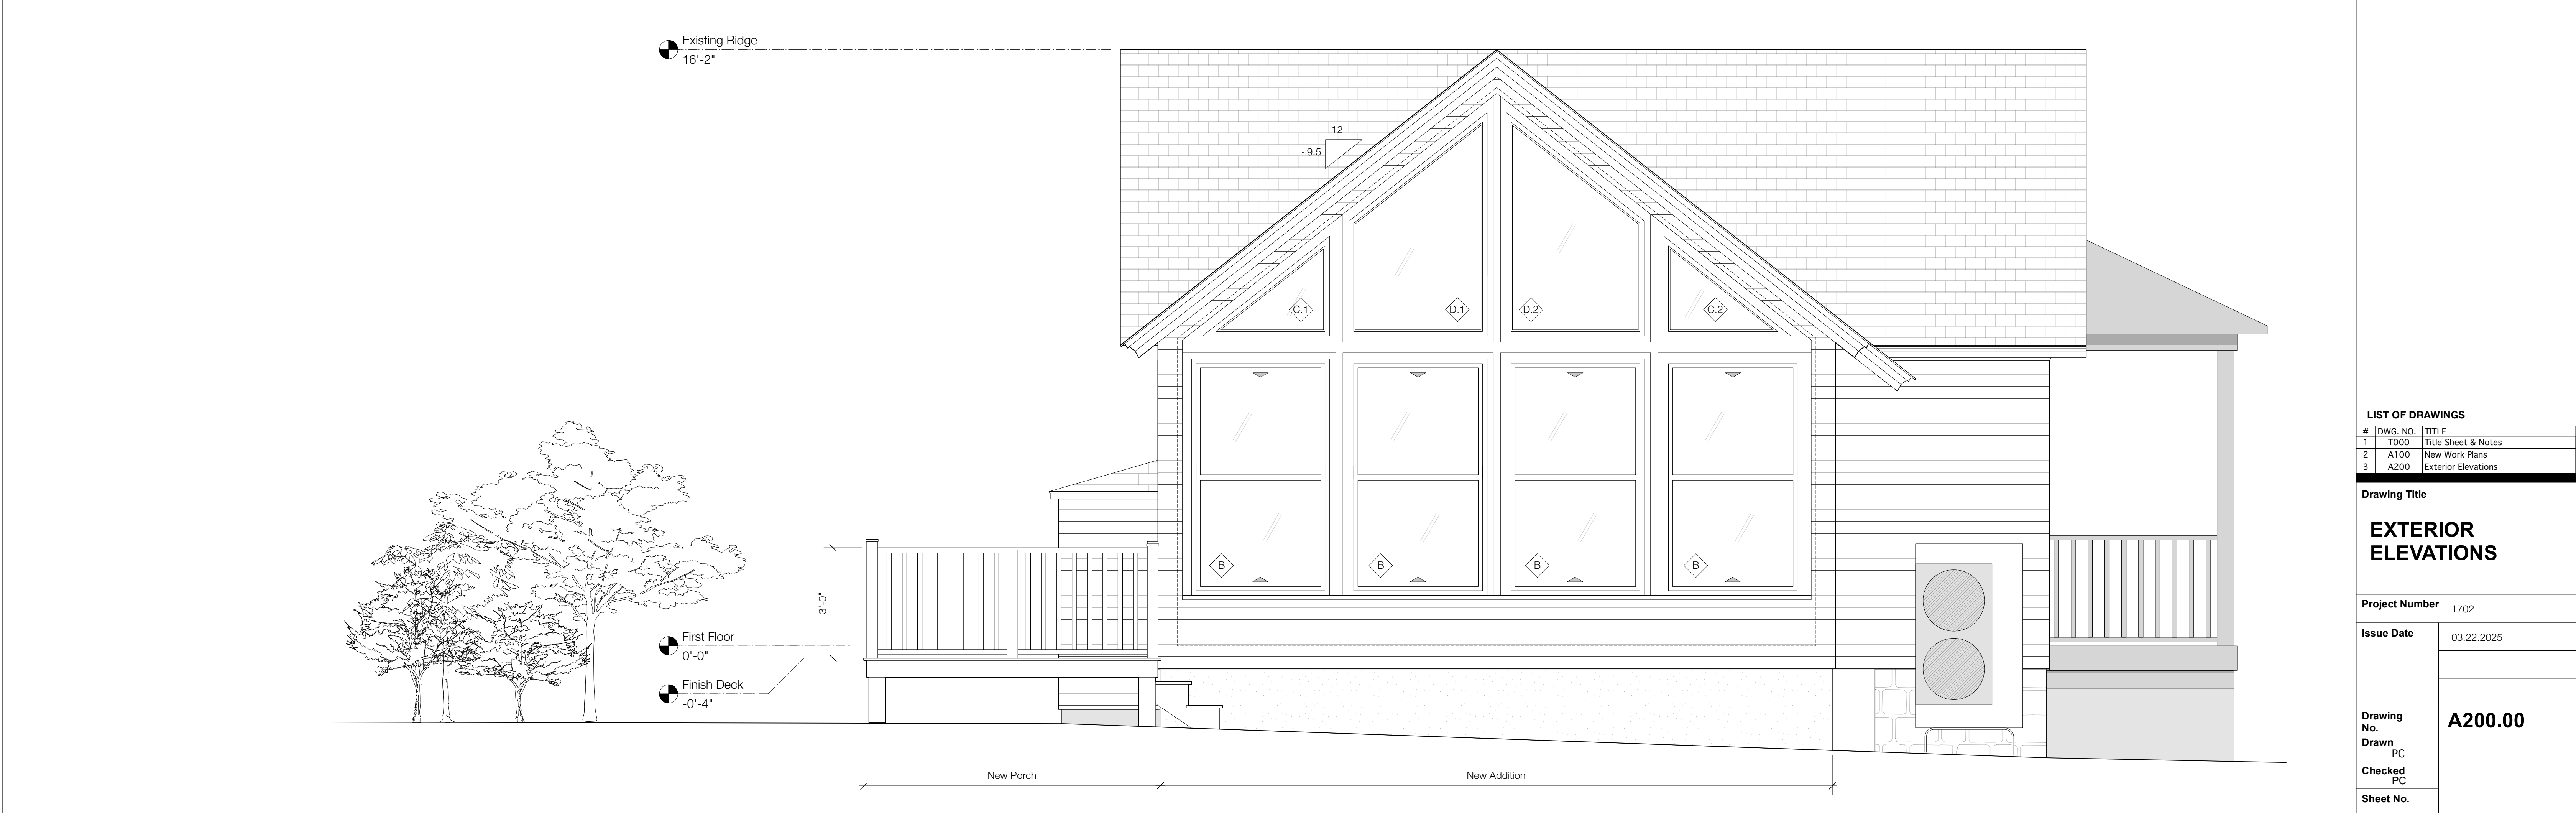 Existing Ridge
16'-2"
12
~9.5
C.1
D.1
D.2
C.2
B
B
B
B
3'-0"
First Floor
0'-0"
Finish Deck
-0'-4"
New Porch
New Addition
LIST OF DRAWINGS
# DWG. NO. TITLE
1 T000 Title Sheet & Notes
2 A100 New Work Plans
3 A200 Exterior Elevations
Drawing Title
EXTERIOR
ELEVATIONS
Project Number 1702
Issue Date 03.22.2025
Drawing
No.
A200.00
Drawn
PC
Checked
PC
Sheet No.